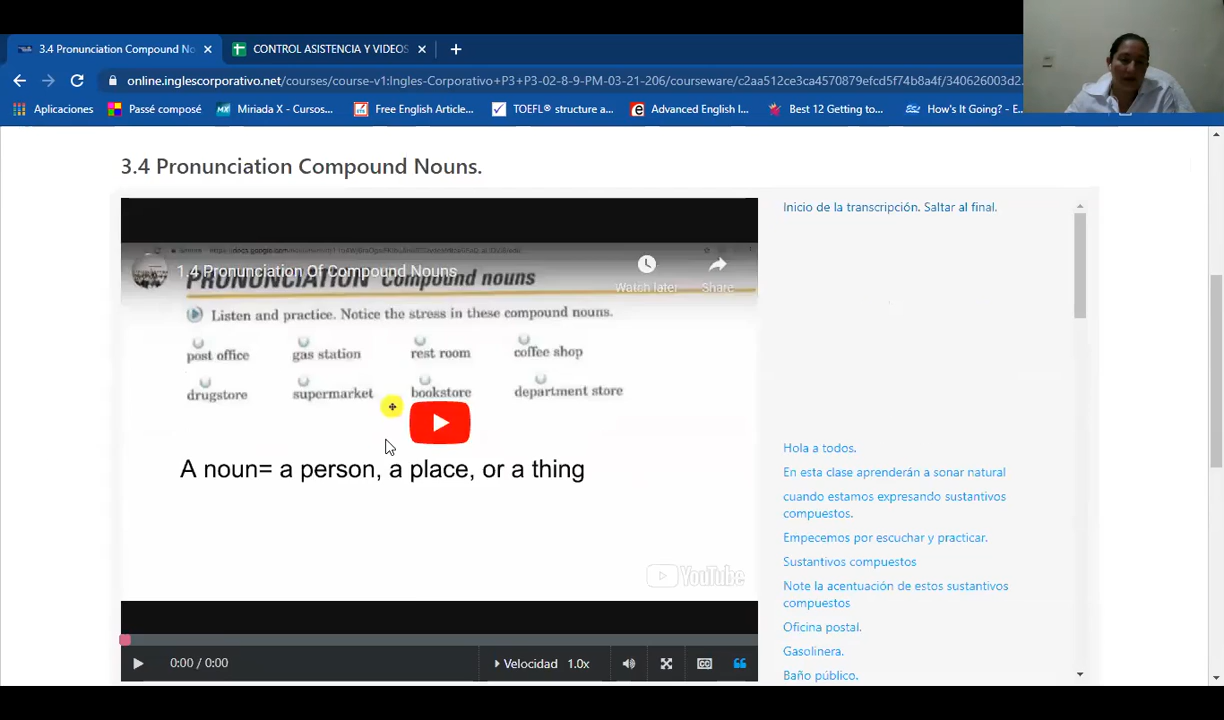 3.4 Pronunciation Compound No
CONTROL ASISTENCIA Y VIDEOS
online.inglescorporativo.net/courses/course-v1:Ingles-Corporativo+P3+P3-02-8-9-PM-03-21-206/courseware/c2aa512ce3ca4570879efcd5f74b8a4f/340626003d2
Aplicaciones
Passé composé
Miriada X - Cursos...
Free English Article...
TOEFL® structure a...
Advanced English l...
Best 12 Getting to...
How's It Going? - E...
3.4 Pronunciation Compound Nouns.
1.4 Pronunciation Of Compound Nouns
Watch later
Share
PRONUNCIATION Compound nouns
Listen and practice. Notice the stress in these compound nouns.
post office gas station rest room coffee shop
drugstore supermarket bookstore department store
A noun= a person, a place, or a thing
YouTube
0:00 / 0:00
Velocidad 1.0x
CC
Inicio de la transcripción. Saltar al final.
Hola a todos.
En esta clase aprenderán a sonar natural
cuando estamos expresando sustantivos
compuestos.
Empecemos por escuchar y practicar.
Sustantivos compuestos
Note la acentuación de estos sustantivos
compuestos
Oficina postal.
Gasolinera.
Baño público.